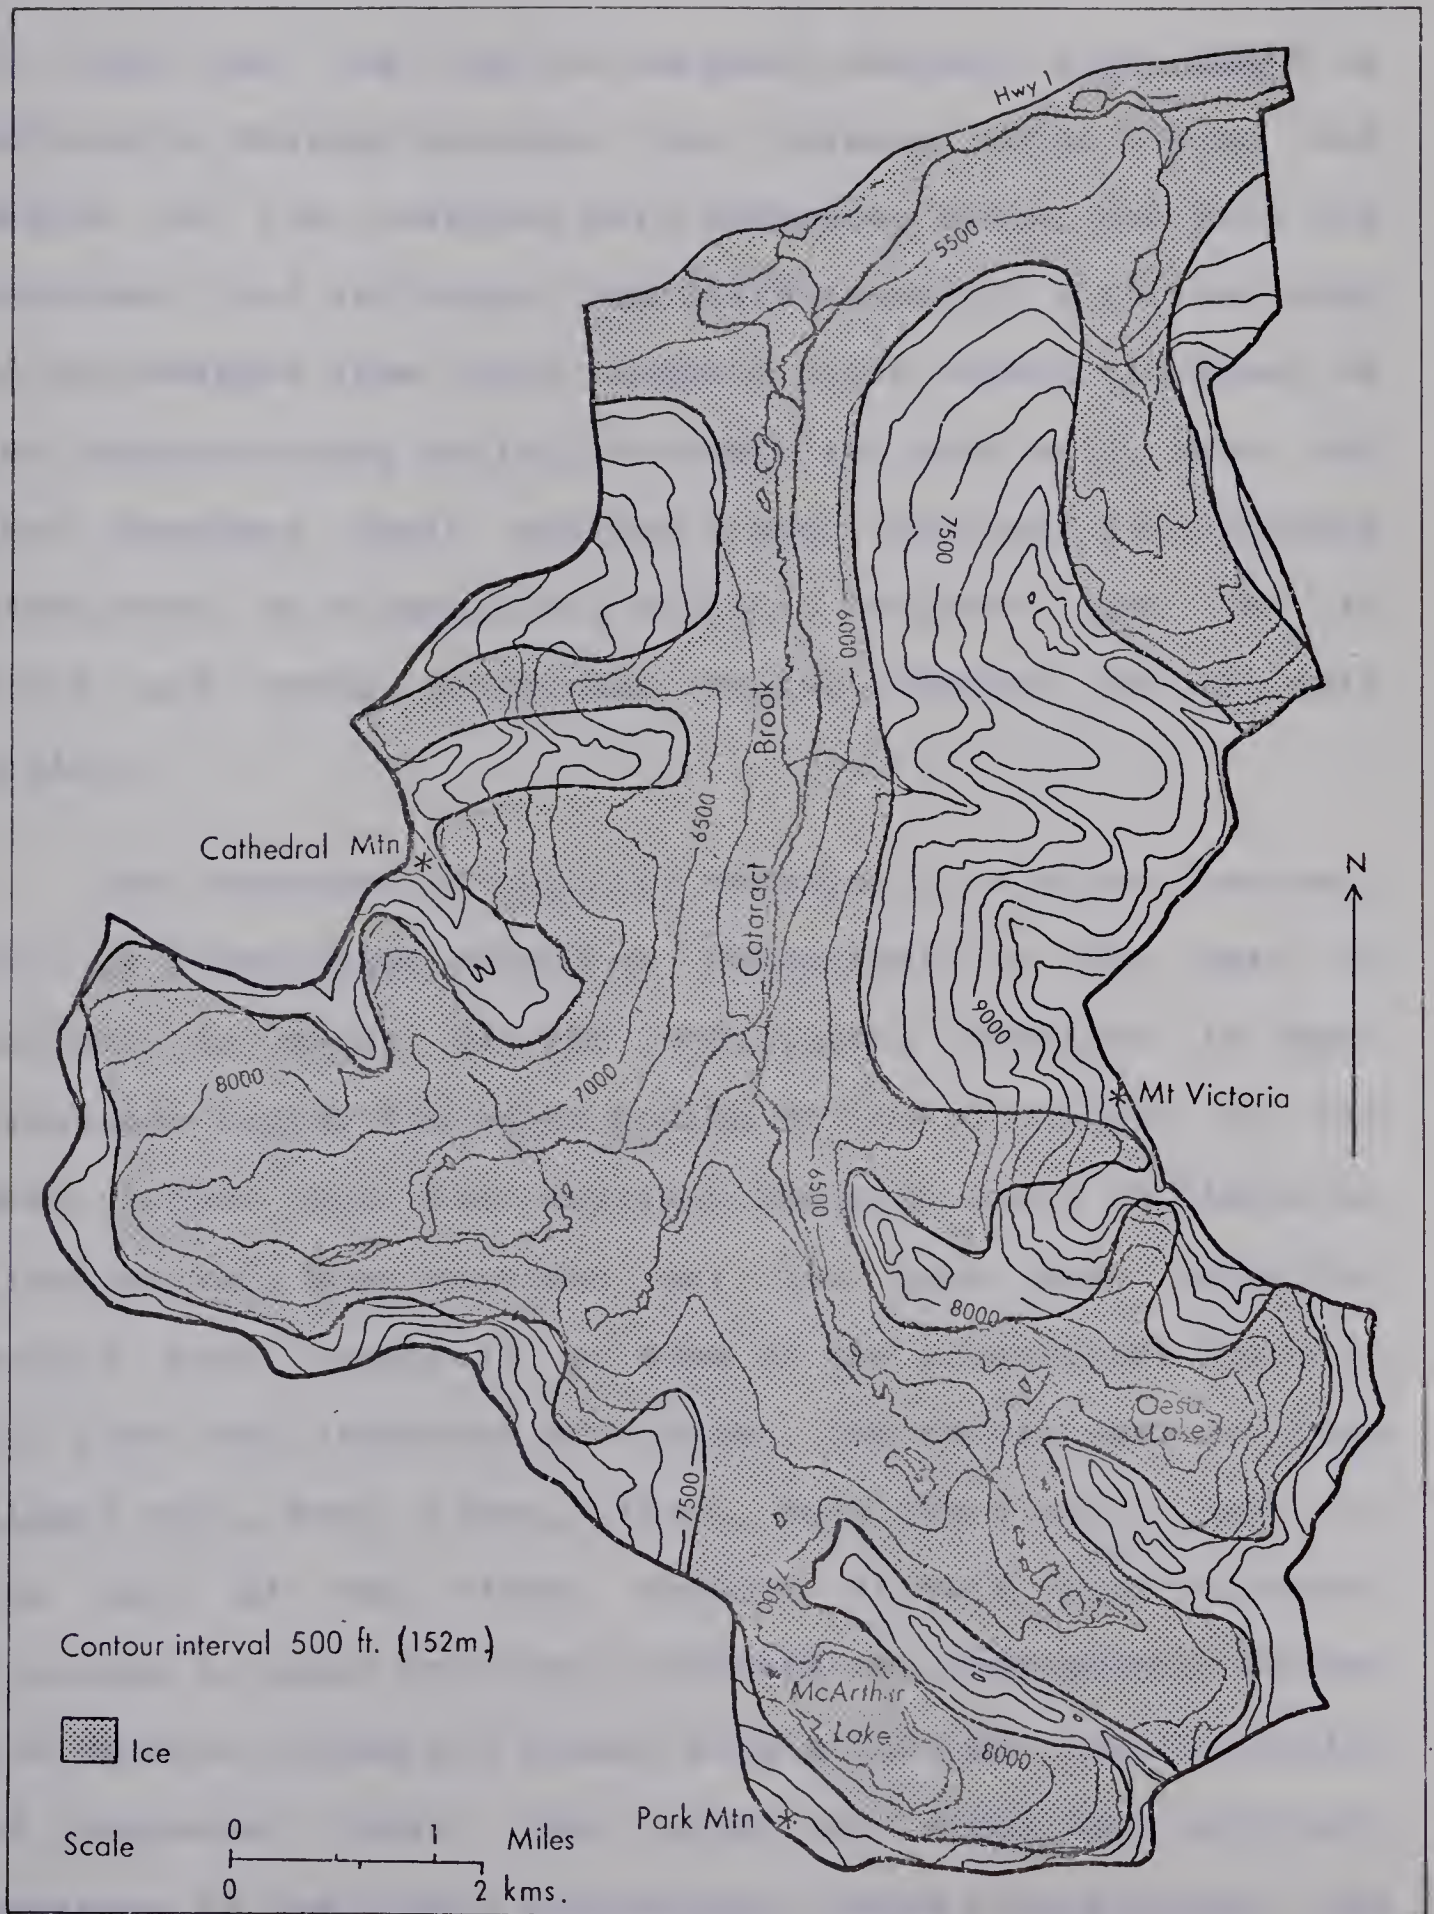 Hwy 1
5500
7500
6000
Brook
6500
Cathedral Mtn
Cataract
N
9000
8000
7000
Mt Victoria
6500
8000
Oesa
Lake
7500
7500
Contour interval 500 ft. (152m.)
McArthur
Lake
Ice
8000
Park Mtn
Scale
0 1 Miles
0 2 kms.